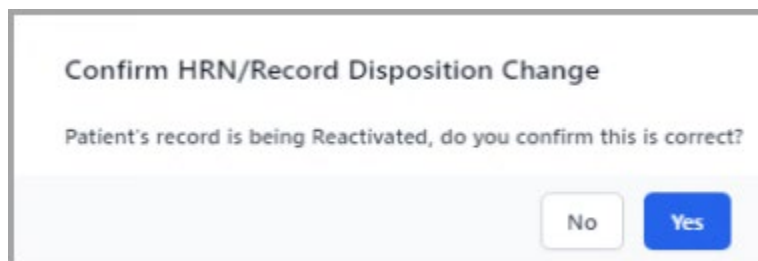 Confirm HRN/Record Disposition Change
Patient's record is being Reactivated, do you confirm this is correct?
No Yes